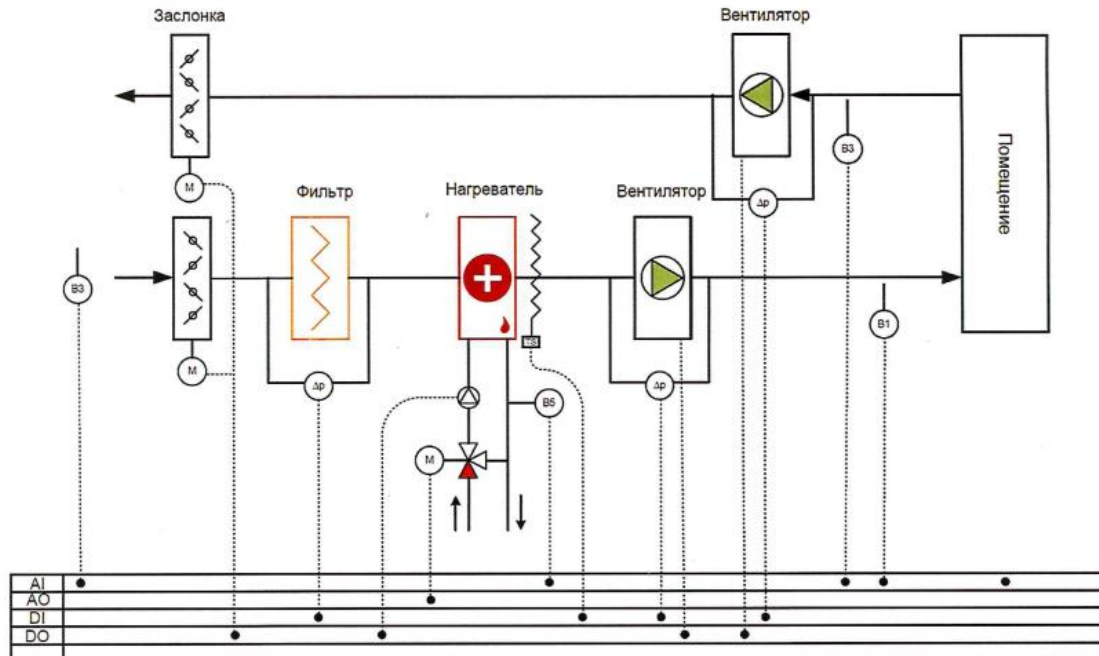 Заслонка
Вентилятор
M
B3
Помещение
Δp
Фильтр
Нагреватель
Вентилятор
B3
B1
M
TS
Δp
B5
Δp
M
AI
AO
DI
DO